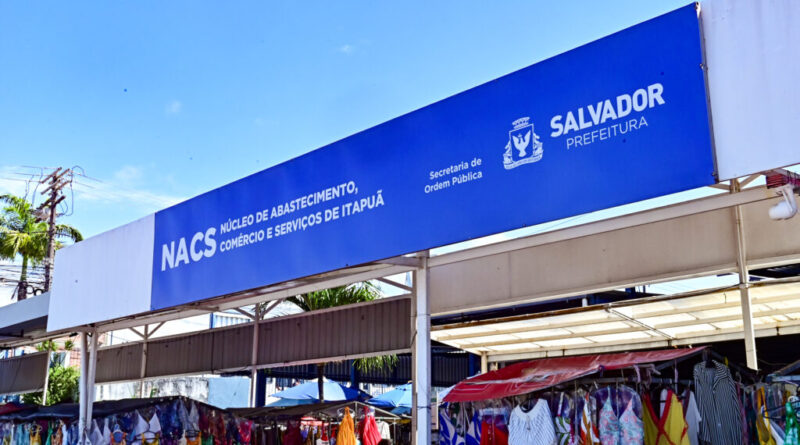 NACS
NÚCLEO DE ABASTECIMENTO,
COMÉRCIO E SERVIÇOS DE ITAPUÃ
Secretaria de
Ordem Pública
SALVADOR
PREFEITURA